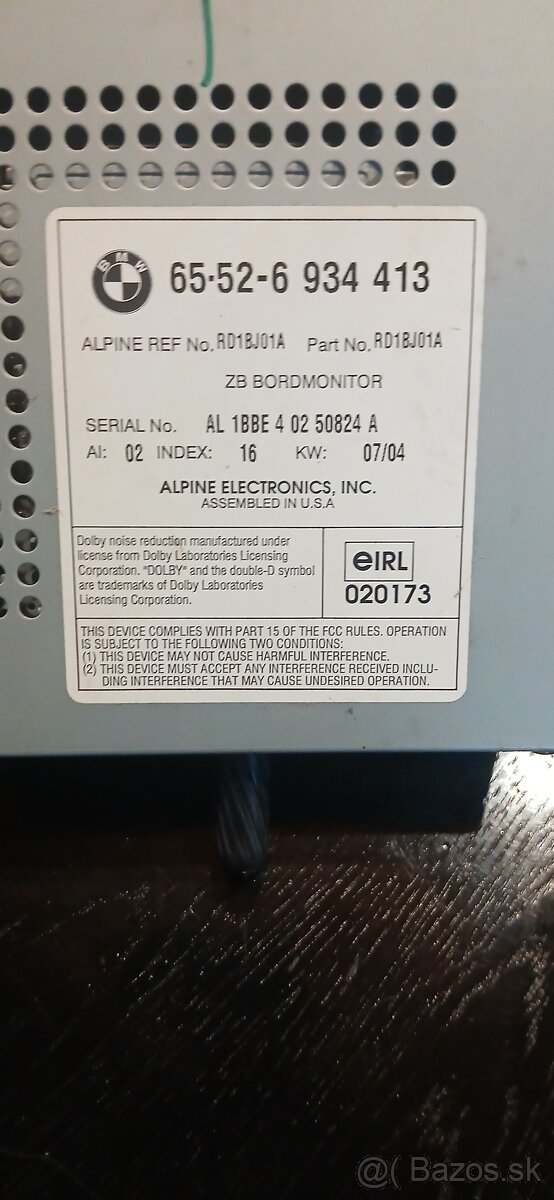 BMW
65-52-6 934 413
ALPINE REF No. RD1BJ01A Part No. RD1BJ01A
ZB BORDMONITOR
SERIAL No. AL 1BBE 4 02 50824 A
AI: 02 INDEX: 16 KW: 07/04
ALPINE ELECTRONICS, INC.
ASSEMBLED IN U.S.A
Dolby noise reduction manufactured under
license from Dolby Laboratories Licensing
Corporation. "DOLBY" and the double-D symbol
are trademarks of Dolby Laboratories
Licensing Corporation.
eIRL
020173
THIS DEVICE COMPLIES WITH PART 15 OF THE FCC RULES. OPERATION
IS SUBJECT TO THE FOLLOWING TWO CONDITIONS:
(1) THIS DEVICE MAY NOT CAUSE HARMFUL INTERFERENCE.
(2) THIS DEVICE MUST ACCEPT ANY INTERFERENCE RECEIVED INCLU-
DING INTERFERENCE THAT MAY CAUSE UNDESIRED OPERATION.
@( Bazos.sk